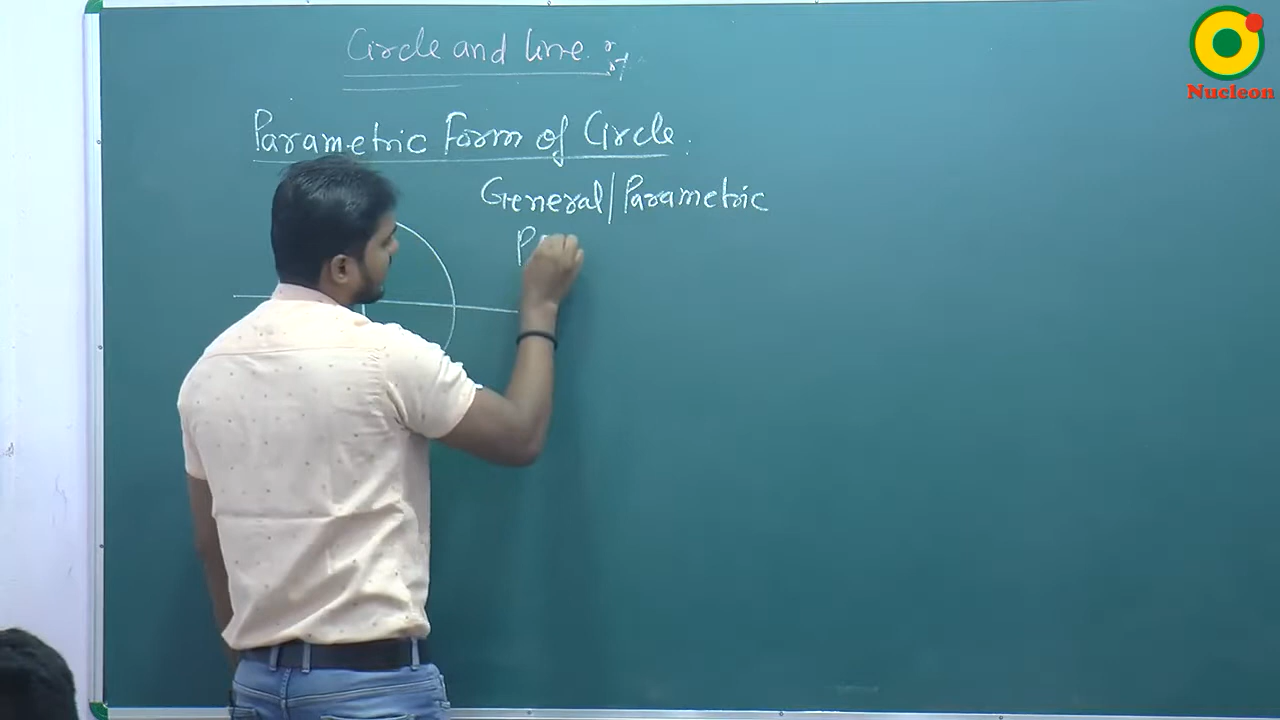 Circle and line
Parametric Form of Circle.
General/Parametric
P
Nucleon